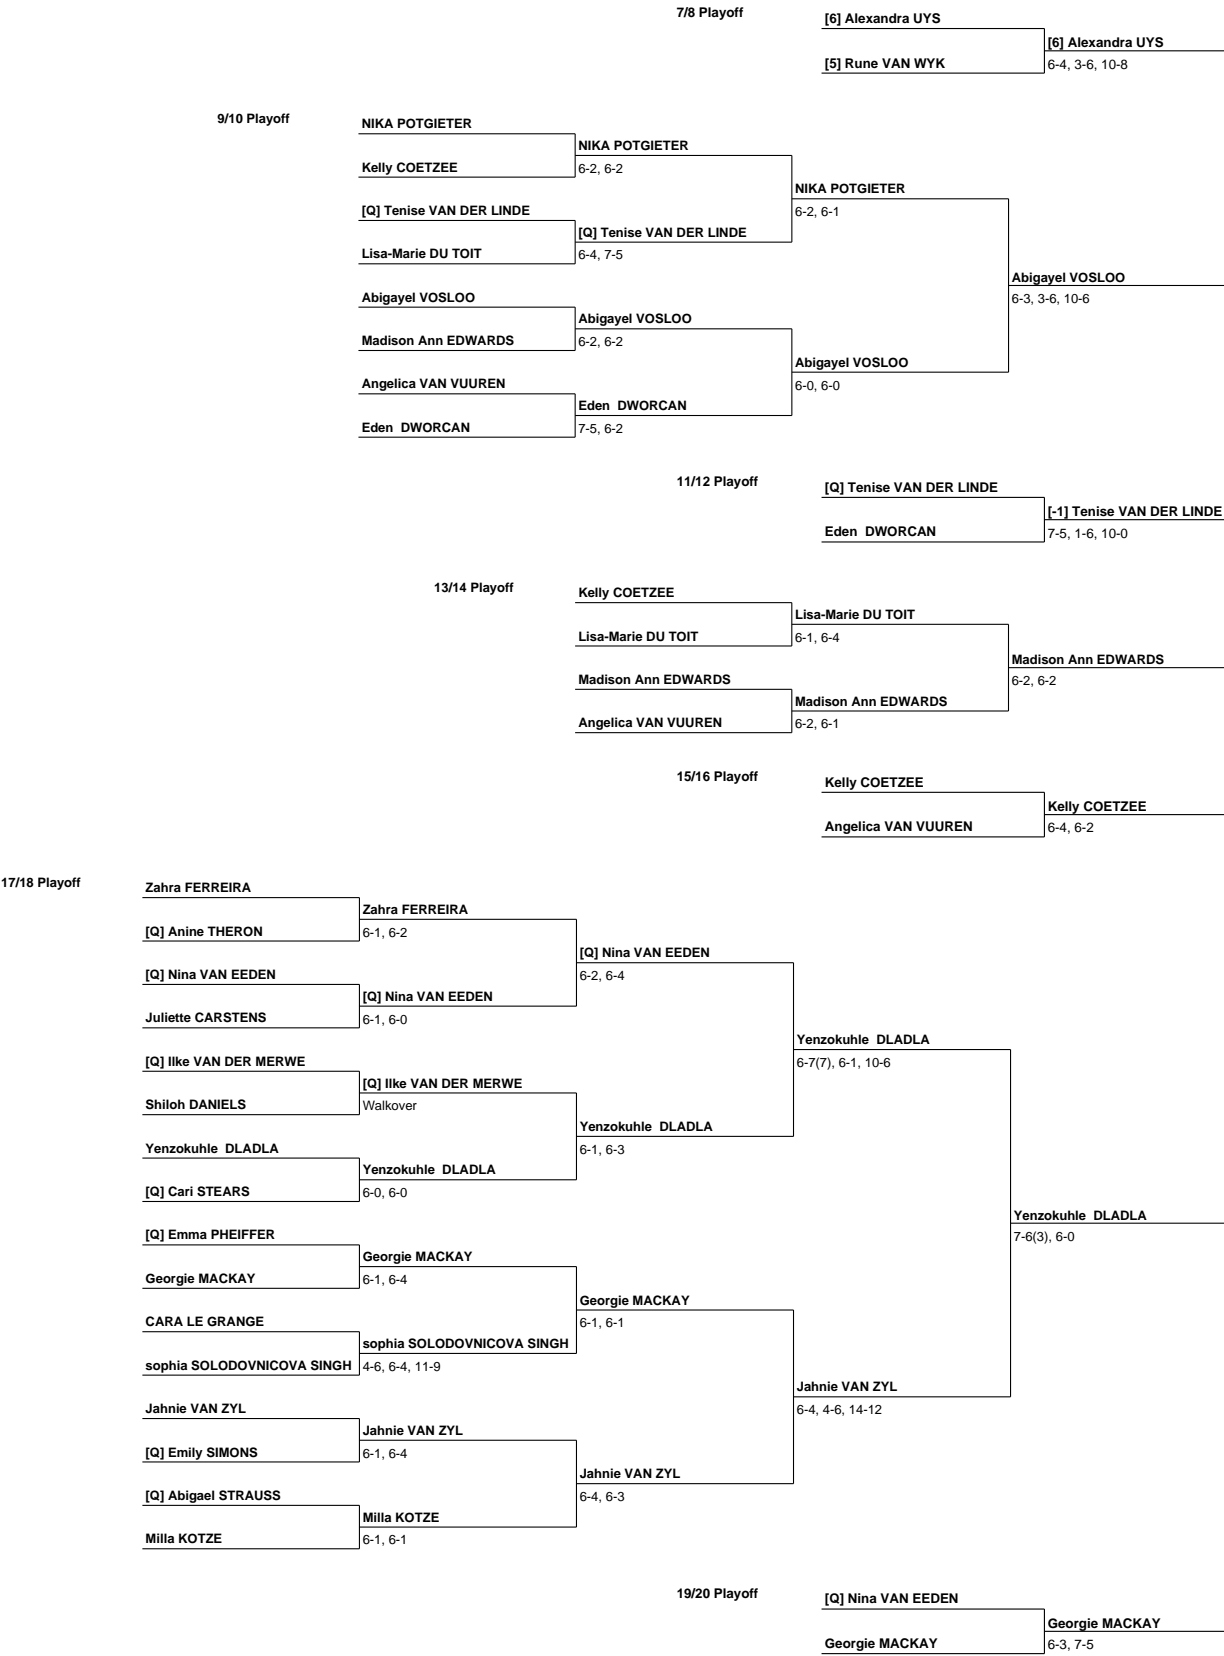 7/8 Playoff
[6] Alexandra UYS
[6] Alexandra UYS
[5] Rune VAN WYK
6-4, 3-6, 10-8
9/10 Playoff
NIKA POTGIETER
NIKA POTGIETER
Kelly COETZEE
6-2, 6-2
NIKA POTGIETER
[Q] Tenise VAN DER LINDE
6-2, 6-1
[Q] Tenise VAN DER LINDE
Lisa-Marie DU TOIT
6-4, 7-5
Abigayel VOSLOO
Abigayel VOSLOO
6-3, 3-6, 10-6
Abigayel VOSLOO
Madison Ann EDWARDS
6-2, 6-2
Abigayel VOSLOO
Angelica VAN VUUREN
6-0, 6-0
Eden DWORCAN
Eden DWORCAN
7-5, 6-2
11/12 Playoff
[Q] Tenise VAN DER LINDE
[-1] Tenise VAN DER LINDE
Eden DWORCAN
7-5, 1-6, 10-0
13/14 Playoff
Kelly COETZEE
Lisa-Marie DU TOIT
Lisa-Marie DU TOIT
6-1, 6-4
Madison Ann EDWARDS
Madison Ann EDWARDS
6-2, 6-2
Madison Ann EDWARDS
Angelica VAN VUUREN
6-2, 6-1
15/16 Playoff
Kelly COETZEE
Kelly COETZEE
Angelica VAN VUUREN
6-4, 6-2
17/18 Playoff
Zahra FERREIRA
Zahra FERREIRA
[Q] Anine THERON
6-1, 6-2
[Q] Nina VAN EEDEN
[Q] Nina VAN EEDEN
6-2, 6-4
[Q] Nina VAN EEDEN
Juliette CARSTENS
6-1, 6-0
Yenzokuhle DLADLA
[Q] Ilke VAN DER MERWE
6-7(7), 6-1, 10-6
[Q] Ilke VAN DER MERWE
Shiloh DANIELS
Walkover
Yenzokuhle DLADLA
Yenzokuhle DLADLA
6-1, 6-3
Yenzokuhle DLADLA
[Q] Cari STEARS
6-0, 6-0
Yenzokuhle DLADLA
[Q] Emma PHEIFFER
7-6(3), 6-0
Georgie MACKAY
Georgie MACKAY
6-1, 6-4
Georgie MACKAY
CARA LE GRANGE
6-1, 6-1
sophia SOLODOVNICOVA SINGH
sophia SOLODOVNICOVA SINGH
4-6, 6-4, 11-9
Jahnie VAN ZYL
Jahnie VAN ZYL
6-4, 4-6, 14-12
Jahnie VAN ZYL
[Q] Emily SIMONS
6-1, 6-4
Jahnie VAN ZYL
[Q] Abigael STRAUSS
6-4, 6-3
Milla KOTZE
Milla KOTZE
6-1, 6-1
19/20 Playoff
[Q] Nina VAN EEDEN
Georgie MACKAY
Georgie MACKAY
6-3, 7-5